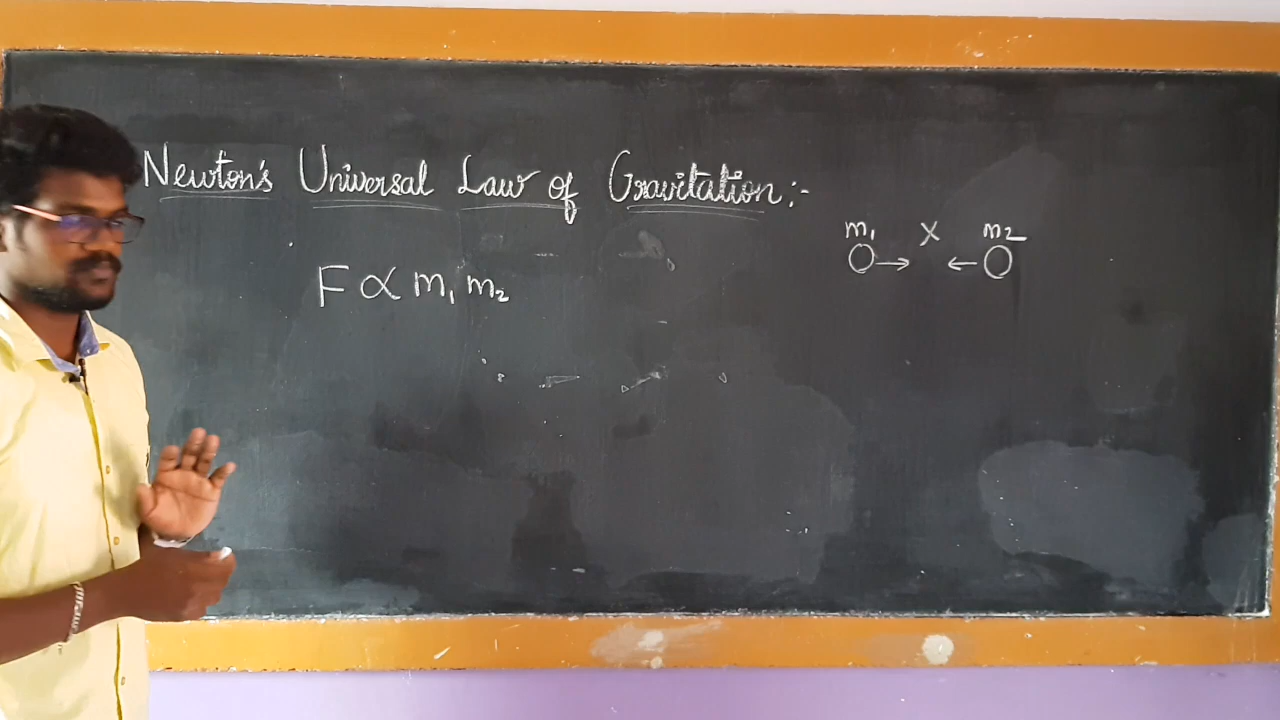 Newton's Universal Law of Gravitation:-
m₁ X m₂
F ∝ m₁ m₂